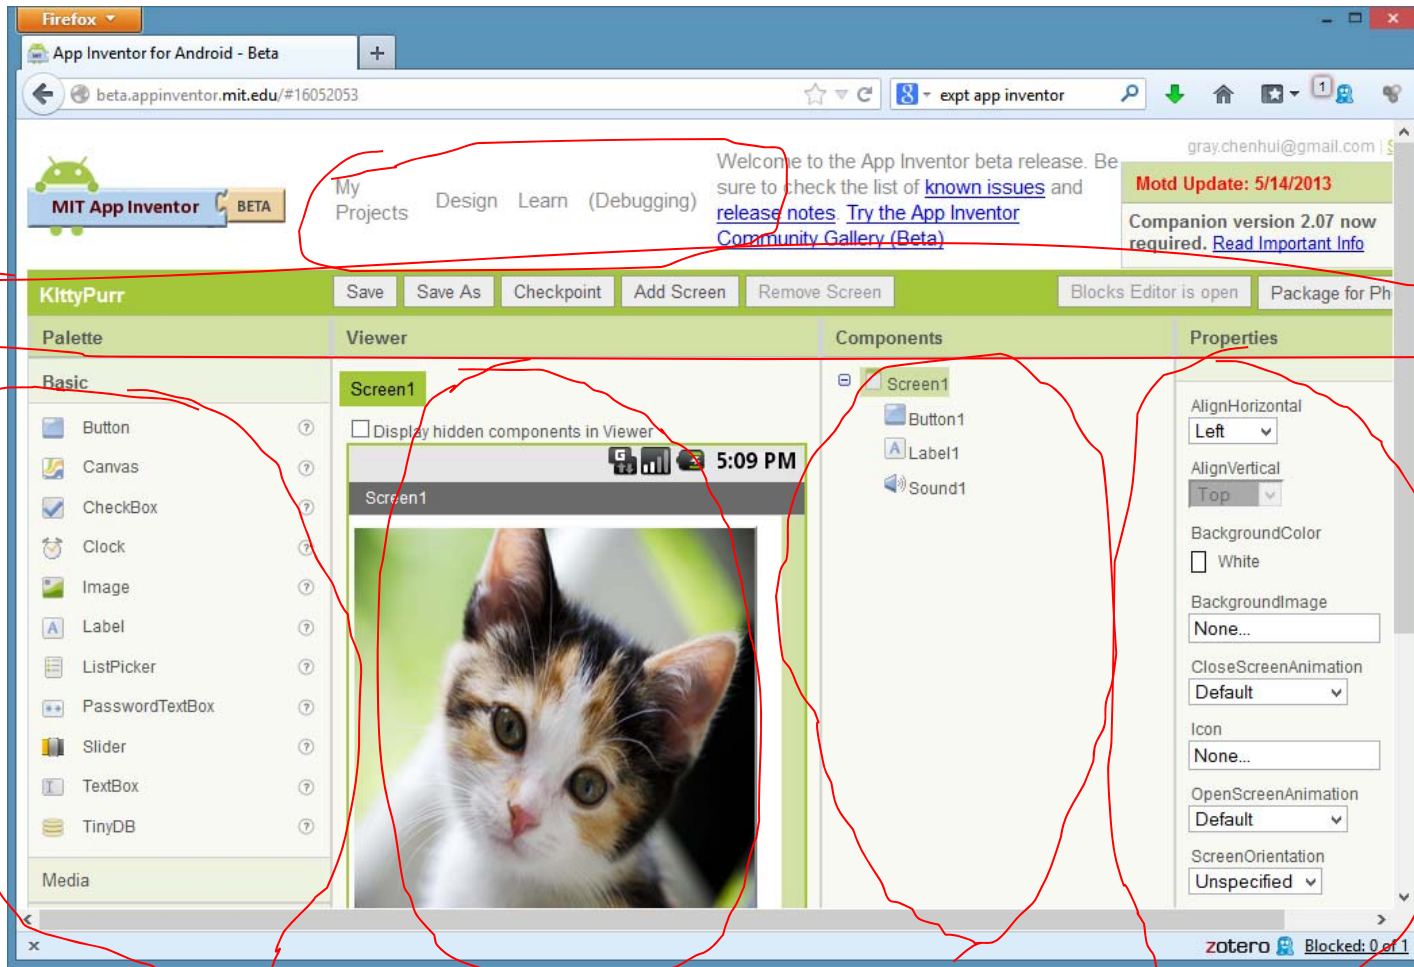 Firefox
App Inventor for Android - Beta
beta.appinventor.mit.edu/#16052053
expt app inventor
1
gray.chenhui@gmail.com |
MIT App Inventor BETA
My Projects Design Learn (Debugging)
Welcome to the App Inventor beta release. Be
sure to check the list of known issues and
release notes. Try the App Inventor
Community Gallery (Beta)
Motd Update: 5/14/2013
Companion version 2.07 now
required. Read Important Info
KIttyPurr
Save Save As Checkpoint Add Screen Remove Screen Blocks Editor is open Package for Ph
Palette Viewer Components Properties
Basic
Button
Canvas
CheckBox
Clock
Image
Label
ListPicker
PasswordTextBox
Slider
TextBox
TinyDB
Media
Screen1
Display hidden components in Viewer
5:09 PM
Screen1
Screen1
Button1
Label1
Sound1
AlignHorizontal
Left
AlignVertical
Top
BackgroundColor
White
BackgroundImage
None...
CloseScreenAnimation
Default
Icon
None...
OpenScreenAnimation
Default
ScreenOrientation
Unspecified
x
zotero Blocked: 0 of 1